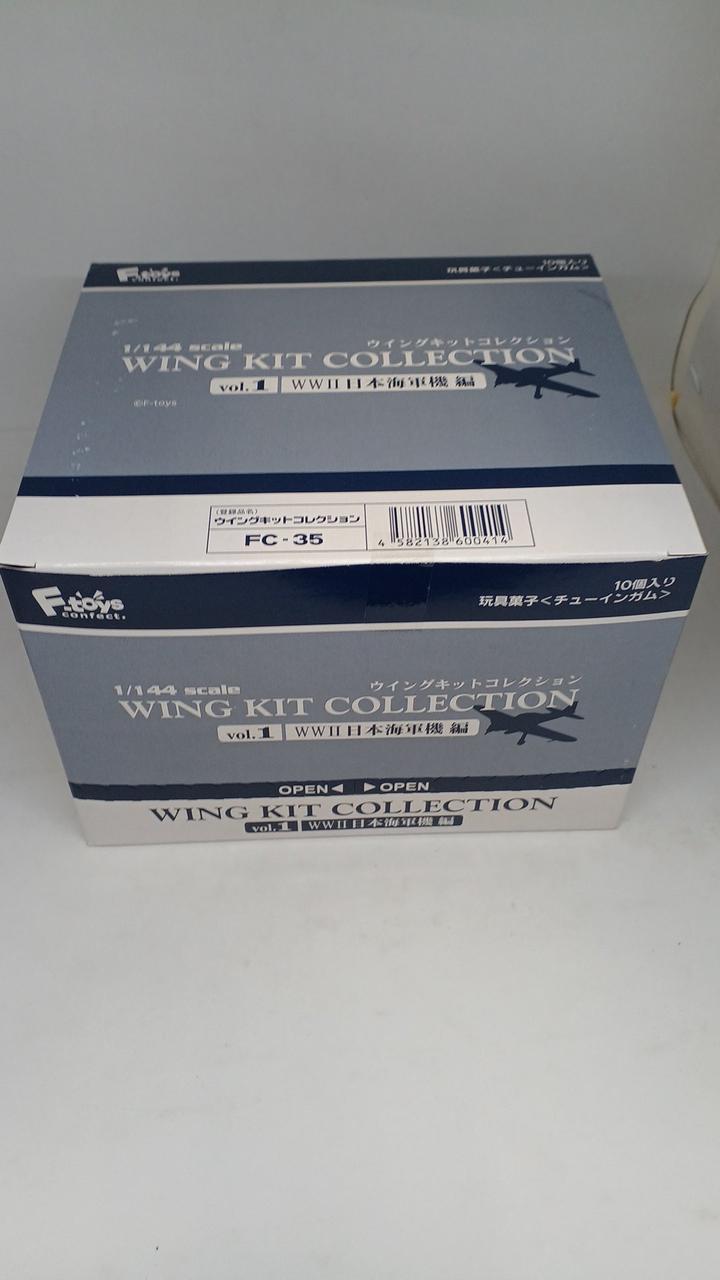 F-toys
confect.
10個入り
玩具菓子<チューインガム>
1/144 scale
ウイングキットコレクション
WING KIT COLLECTION
vol.1 WWII日本海軍機 編
©F-toys
(登録品名)
ウイングキットコレクション
FC-35
4 582138 600414
F-toys
confect.
10個入り
玩具菓子<チューインガム>
1/144 scale
ウイングキットコレクション
WING KIT COLLECTION
vol.1 WWII日本海軍機 編
OPEN◀ ▶OPEN
WING KIT COLLECTION
vol.1 WWII日本海軍機 編